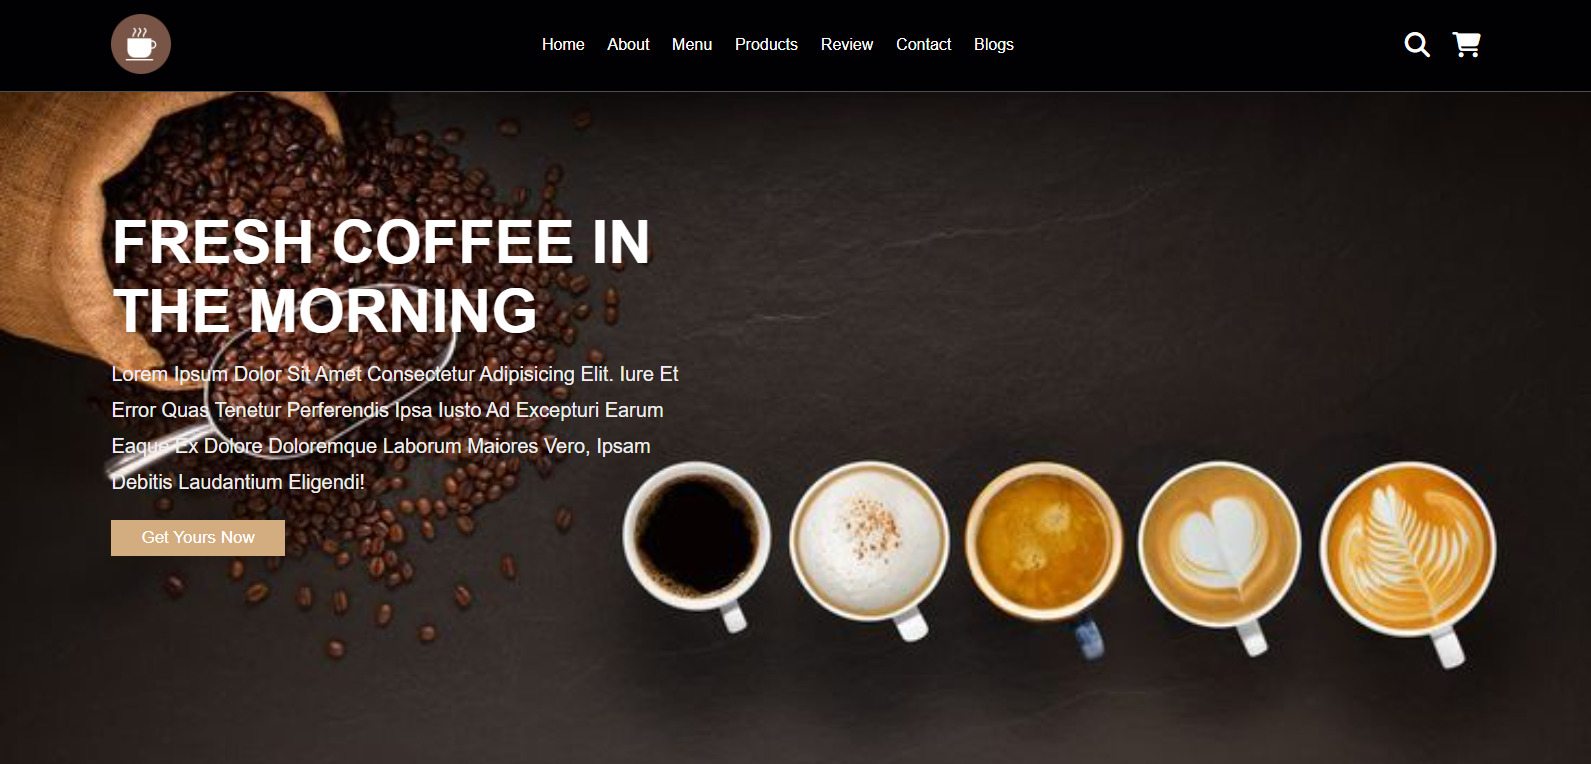 Home About Menu Products Review Contact Blogs
FRESH COFFEE IN
THE MORNING
Lorem Ipsum Dolor Sit Amet Consectetur Adipisicing Elit. Iure Et
Error Quas Tenetur Perferendis Ipsa Iusto Ad Excepturi Earum
Eaque Ex Dolore Doloremque Laborum Maiores Vero, Ipsam
Debitis Laudantium Eligendi!
Get Yours Now